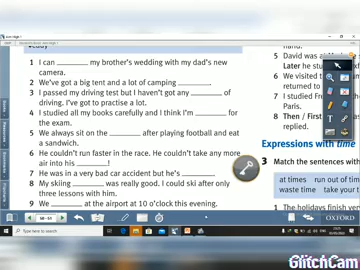 1 I can ________ my brother's wedding with my dad's new
camera.
2 We've got a big tent and a lot of camping ________.
3 I passed my driving test but I haven't got any ________
of driving. I've got to practise a lot.
4 I studied all my books carefully and I think I'm ________ for
the exam.
5 We always sit on the ________ after playing football and eat
a sandwich.
6 He couldn't run faster in the race. He couldn't take any more
air into his ________!
7 He was in a very bad car accident but he's ________.
8 My skiing ________ was really good. I could ski after only
three lessons with him.
9 We ________ at the airport at 10 o'clock this evening.
5 David was
Later he
6 We visited
returned
7 I studied
Paris.
8 Then / First
replied.
Expressions with time
3 Match the sentences with
at times run out of
waste time take your
1 The holidays finish
58 - 59
OXFORD
Type here to search
GlitchCam